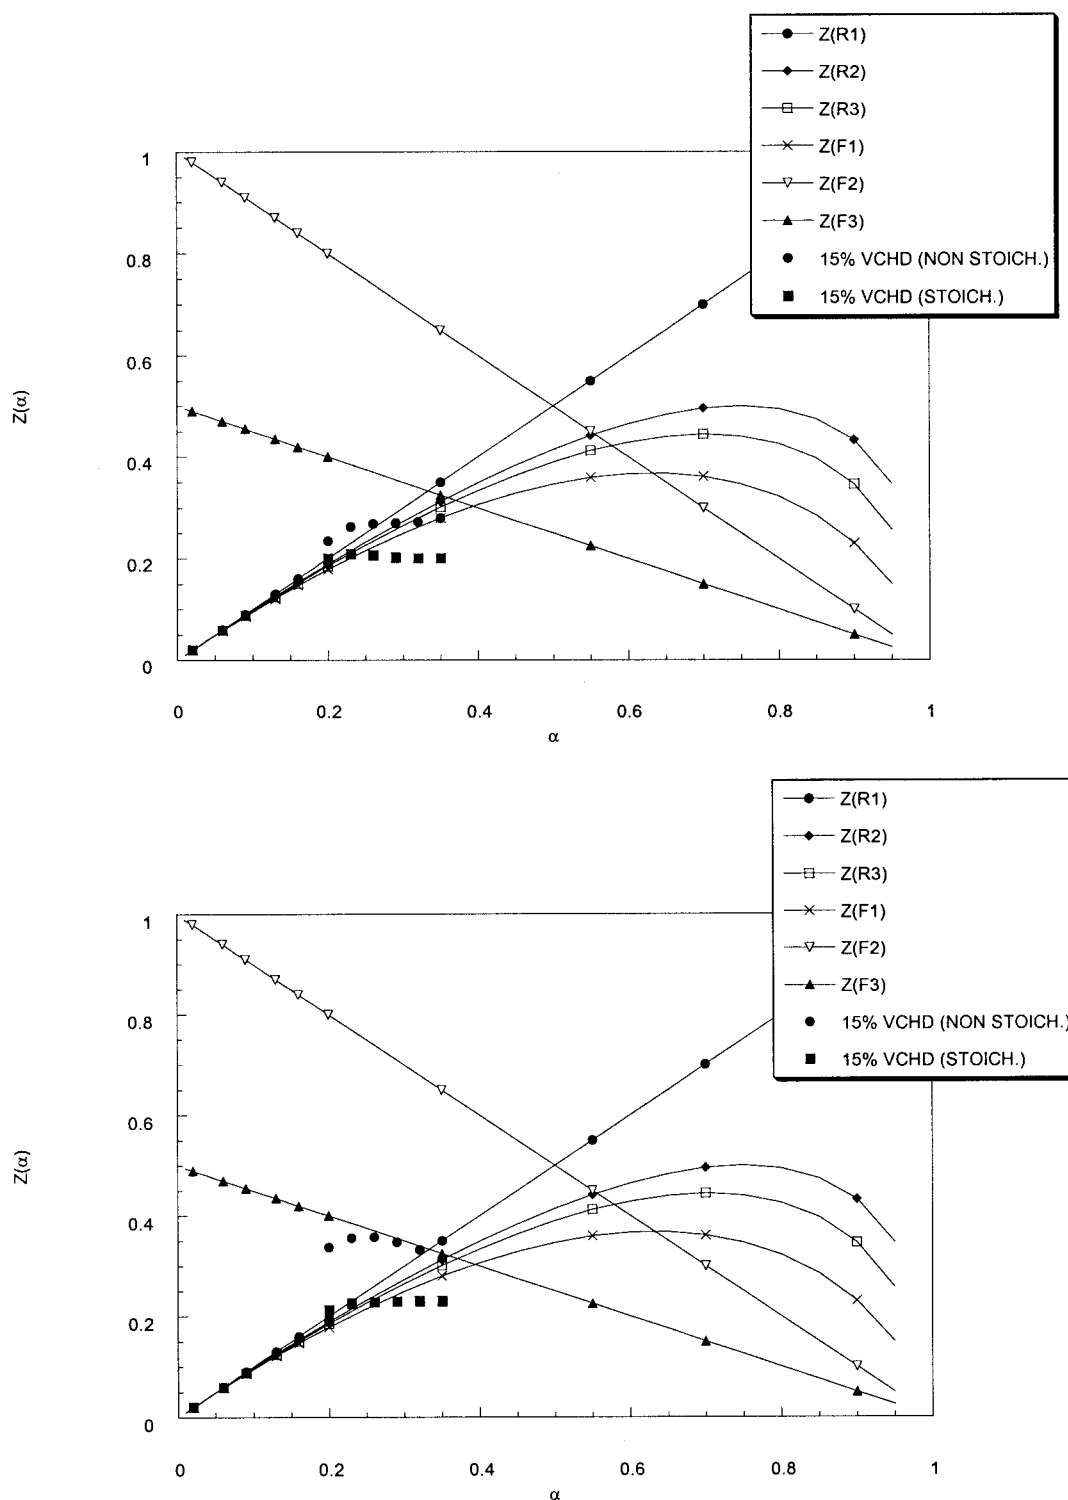 Z(R1)
Z(R2)
Z(R3)
Z(F1)
Z(F2)
Z(F3)
15% VCHD (NON STOICH.)
15% VCHD (STOICH.)
1
0.8
0.6
0.4
0.2
0
Z(α)
0 0.2 0.4 0.6 0.8 1
α
Z(R1)
Z(R2)
Z(R3)
Z(F1)
Z(F2)
Z(F3)
15% VCHD (NON STOICH.)
15% VCHD (STOICH.)
1
0.8
0.6
0.4
0.2
0
Z(α)
0 0.2 0.4 0.6 0.8 1
α